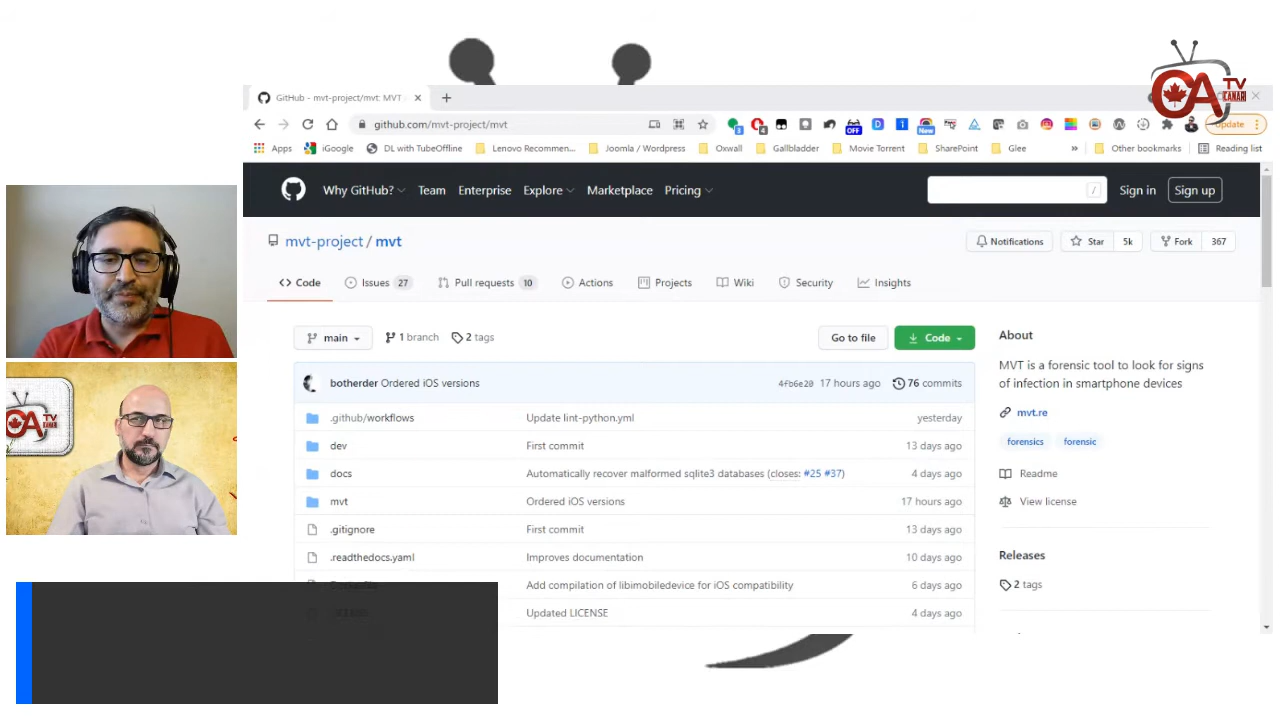 GitHub - mvt-project/mvt: MVT
github.com/mvt-project/mvt
OFF
New
Update
Apps
iGoogle
DL with TubeOffline
Lenovo Recommen...
Joomla / Wordpress
Oxwall
Gallbladder
Movie Torrent
SharePoint
Glee
»
Other bookmarks
Reading list
Why GitHub?
Team
Enterprise
Explore
Marketplace
Pricing
/
Sign in
Sign up
mvt-project / mvt
Notifications
Star 5k
Fork 367
Code
Issues 27
Pull requests 10
Actions
Projects
Wiki
Security
Insights
main
1 branch
2 tags
Go to file
Code
botherder Ordered iOS versions 4fb6e20 17 hours ago 76 commits
.github/workflows Update lint-python.yml yesterday
dev First commit 13 days ago
docs Automatically recover malformed sqlite3 databases (closes: #25 #37) 4 days ago
mvt Ordered iOS versions 17 hours ago
.gitignore First commit 13 days ago
.readthedocs.yaml Improves documentation 10 days ago
Add compilation of libimobiledevice for iOS compatibility 6 days ago
Updated LICENSE 4 days ago
About
MVT is a forensic tool to look for signs
of infection in smartphone devices
mvt.re
forensics forensic
Readme
View license
Releases
2 tags
CA TV
KANARI
CA TV
KANARI